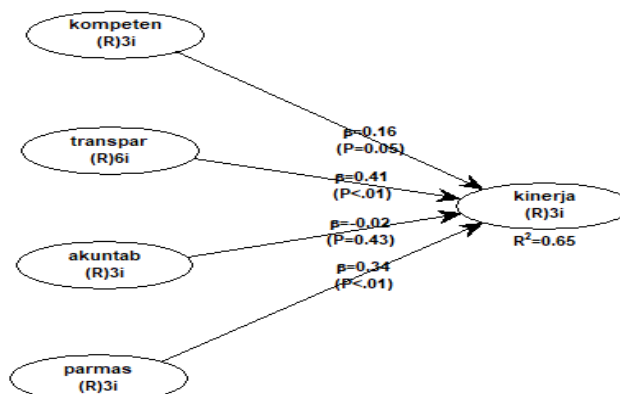 kompeten
(R)3i
β=0.16
(P=0.05)
transpar
(R)6i
β=0.41
(P<.01)
kinerja
(R)3i
R²=0.65
β=-0.02
(P=0.43)
akuntab
(R)3i
β=0.34
(P<.01)
parmas
(R)3i